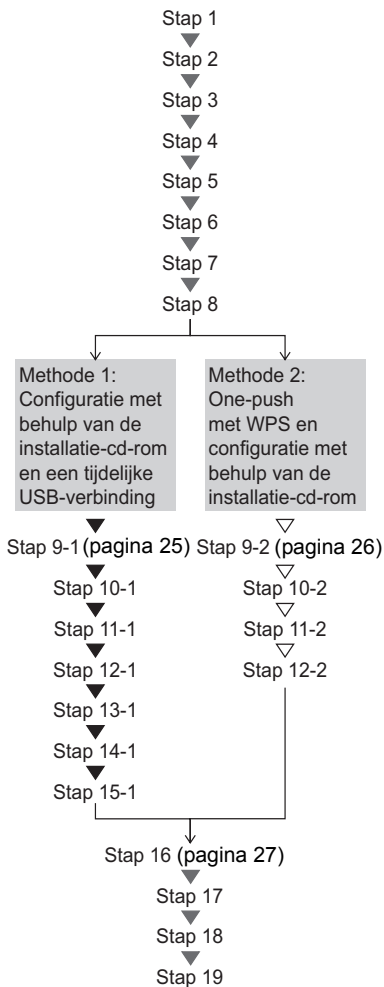 Stap 1
Stap 2
Stap 3
Stap 4
Stap 5
Stap 6
Stap 7
Stap 8
Methode 1:
Configuratie met
behulp van de
installatie-cd-rom
en een tijdelijke
USB-verbinding
Methode 2:
One-push
met WPS en
configuratie met
behulp van de
installatie-cd-rom
Stap 9-1 (pagina 25)
Stap 10-1
Stap 11-1
Stap 12-1
Stap 13-1
Stap 14-1
Stap 15-1
Stap 9-2 (pagina 26)
Stap 10-2
Stap 11-2
Stap 12-2
Stap 16 (pagina 27)
Stap 17
Stap 18
Stap 19